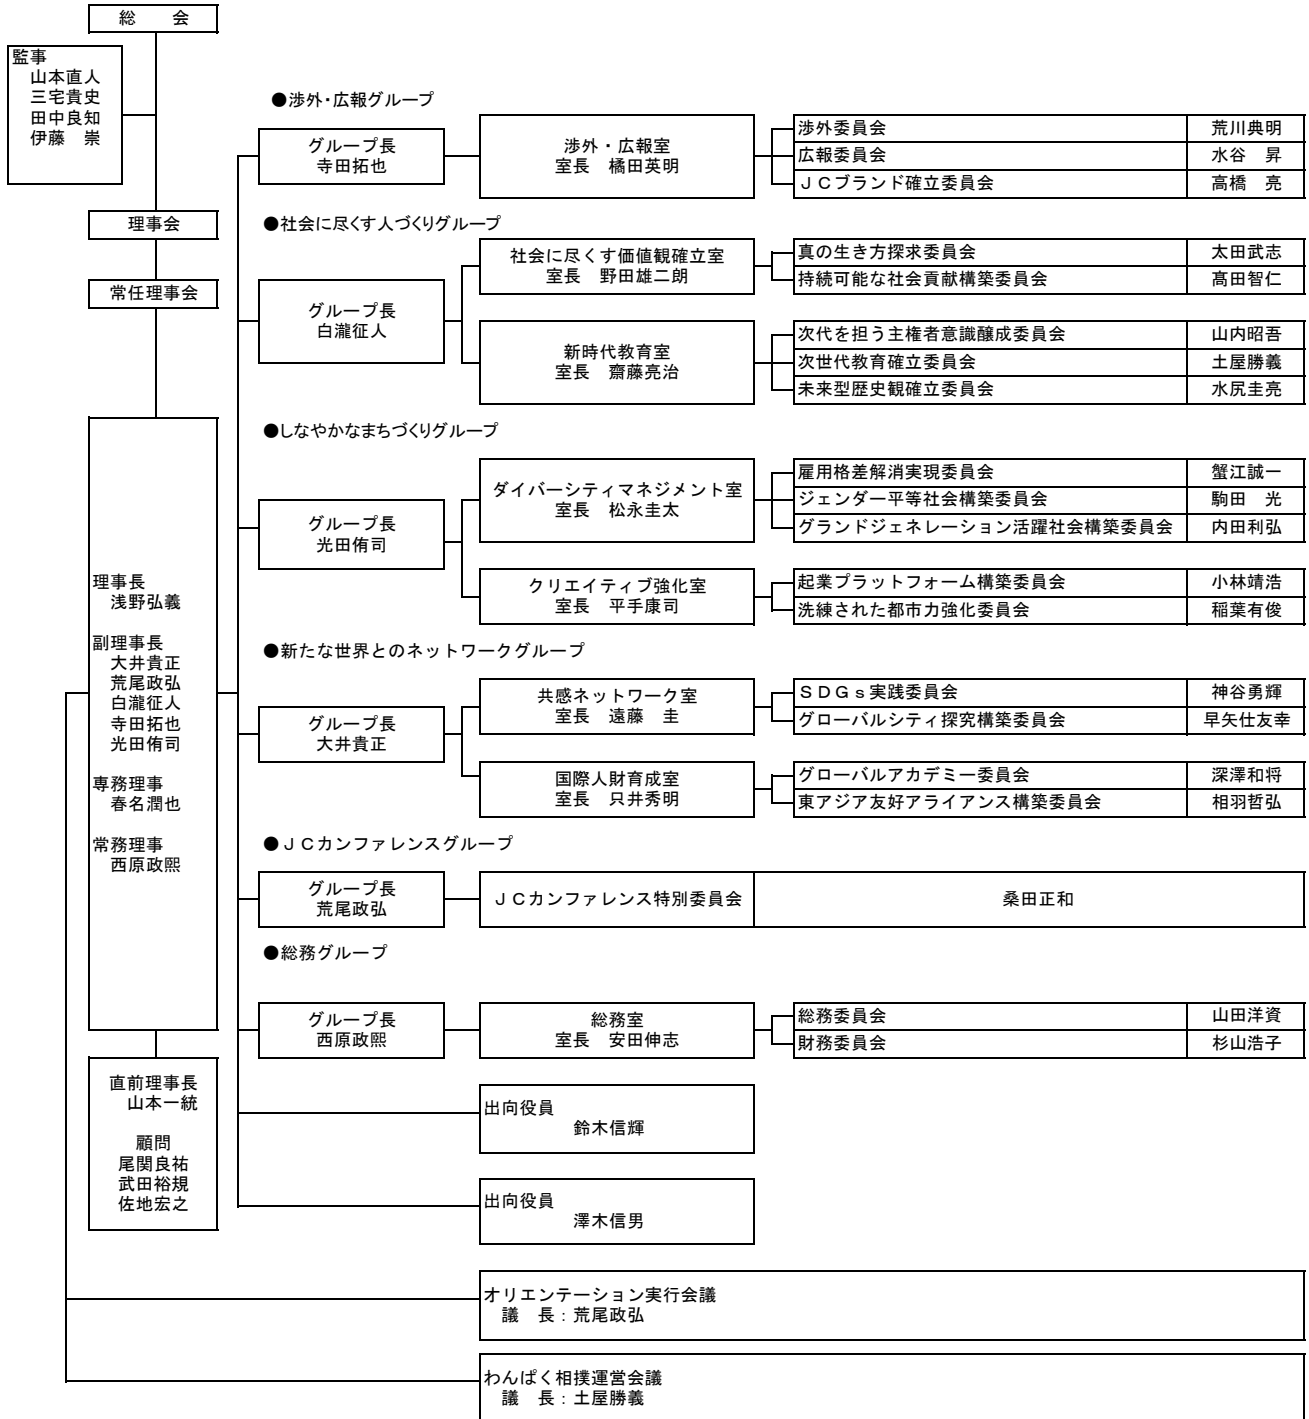 総　会
監事
山本直人
三宅貴史
田中良知
伊藤　崇
理事会
常任理事会
理事長
浅野弘義
副理事長
大井貴正
荒尾政弘
白瀧征人
寺田拓也
光田侑司
専務理事
春名潤也
常務理事
西原政熙
直前理事長
山本一統
顧問
尾関良祐
武田裕規
佐地宏之
●渉外・広報グループ
グループ長
寺田拓也
渉外・広報室
室長　橘田英明
渉外委員会　荒川典明
広報委員会　水谷　昇
ＪＣブランド確立委員会　高橋　亮
●社会に尽くす人づくりグループ
グループ長
白瀧征人
社会に尽くす価値観確立室
室長　野田雄二朗
真の生き方探求委員会　太田武志
持続可能な社会貢献構築委員会　髙田智仁
新時代教育室
室長　齋藤亮治
次代を担う主権者意識醸成委員会　山内昭吾
次世代教育確立委員会　土屋勝義
未来型歴史観確立委員会　水尻圭亮
●しなやかなまちづくりグループ
グループ長
光田侑司
ダイバーシティマネジメント室
室長　松永圭太
雇用格差解消実現委員会　蟹江誠一
ジェンダー平等社会構築委員会　駒田　光
グランドジェネレーション活躍社会構築委員会　内田利弘
クリエイティブ強化室
室長　平手康司
起業プラットフォーム構築委員会　小林靖浩
洗練された都市力強化委員会　稲葉有俊
●新たな世界とのネットワークグループ
グループ長
大井貴正
共感ネットワーク室
室長　遠藤　圭
ＳＤＧｓ実践委員会　神谷勇輝
グローバルシティ探究構築委員会　早矢仕友幸
国際人財育成室
室長　只井秀明
グローバルアカデミー委員会　深澤和将
東アジア友好アライアンス構築委員会　相羽哲弘
●ＪＣカンファレンスグループ
グループ長
荒尾政弘
ＪＣカンファレンス特別委員会　桑田正和
●総務グループ
グループ長
西原政熙
総務室
室長　安田伸志
総務委員会　山田洋資
財務委員会　杉山浩子
出向役員
鈴木信輝
出向役員
澤木信男
オリエンテーション実行会議
議　長：荒尾政弘
わんぱく相撲運営会議
議　長：土屋勝義